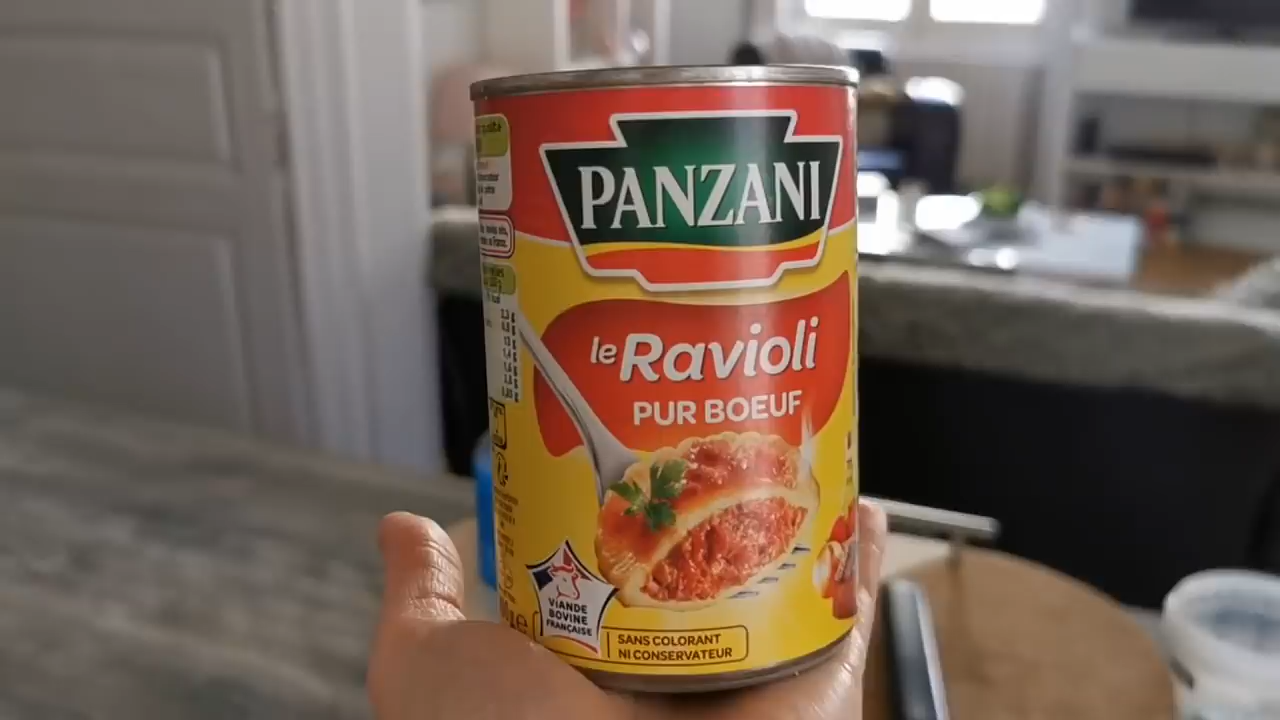 PANZANI
le Ravioli
PUR BOEUF
VIANDE
BOVINE
FRANÇAISE
SANS COLORANT
NI CONSERVATEUR